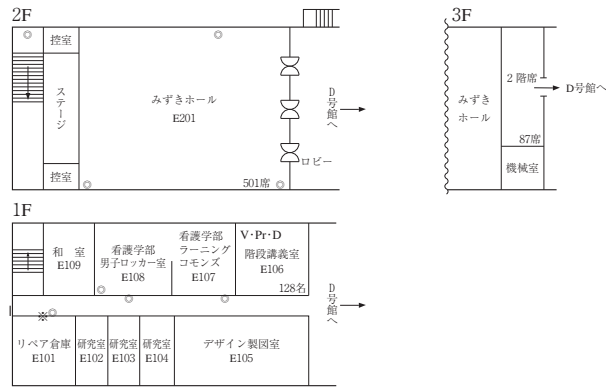 2F
控室
ステージ
控室
みずきホール
E201
501席
ロビー
D号館へ
3F
みずき
ホール
2階席
87席
機械室
D号館へ
1F
和室
E109
看護学部
男子ロッカー室
E108
看護学部
ラーニング
コモンズ
E107
V・Pr・D
階段講義室
E106
128名
D号館へ
※
リペア倉庫
E101
研究室
E102
研究室
E103
研究室
E104
デザイン製図室
E105